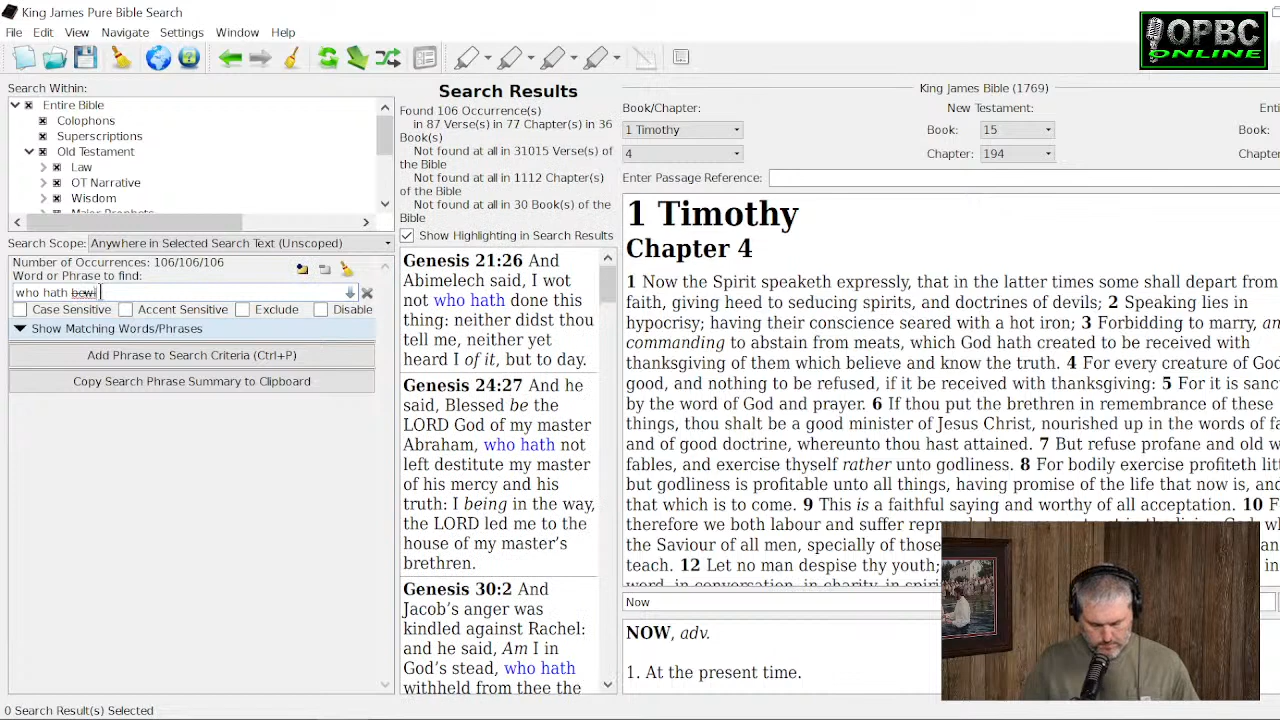 King James Pure Bible Search
File Edit View Navigate Settings Window Help
OPBC
ONLINE
Search Within:
Entire Bible
Colophons
Superscriptions
Old Testament
Law
OT Narrative
Wisdom
Major Prophets
Search Scope: Anywhere in Selected Search Text (Unscoped)
Number of Occurrences: 106/106/106
Word or Phrase to find:
who hath bewi
Case Sensitive Accent Sensitive Exclude Disable
Show Matching Words/Phrases
Add Phrase to Search Criteria (Ctrl+P)
Copy Search Phrase Summary to Clipboard
0 Search Result(s) Selected
Search Results
Found 106 Occurrence(s)
in 87 Verse(s) in 77 Chapter(s) in 36
Book(s)
Not found at all in 31015 Verse(s) of
the Bible
Not found at all in 1112 Chapter(s)
of the Bible
Not found at all in 30 Book(s) of the
Bible
Show Highlighting in Search Results
Genesis 21:26 And
Abimelech said, I wot
not who hath done this
thing: neither didst thou
tell me, neither yet
heard I of it, but to day.
Genesis 24:27 And he
said, Blessed be the
LORD God of my master
Abraham, who hath not
left destitute my master
of his mercy and his
truth: I being in the way,
the LORD led me to the
house of my master's
brethren.
Genesis 30:2 And
Jacob's anger was
kindled against Rachel:
and he said, Am I in
God's stead, who hath
withheld from thee the
King James Bible (1769)
Book/Chapter: New Testament: Enti
1 Timothy Book: 15 Book:
4 Chapter: 194 Chapte
Enter Passage Reference:
1 Timothy
Chapter 4
1 Now the Spirit speaketh expressly, that in the latter times some shall depart from
faith, giving heed to seducing spirits, and doctrines of devils; 2 Speaking lies in
hypocrisy; having their conscience seared with a hot iron; 3 Forbidding to marry, an
commanding to abstain from meats, which God hath created to be received with
thanksgiving of them which believe and know the truth. 4 For every creature of God
good, and nothing to be refused, if it be received with thanksgiving: 5 For it is sanc
by the word of God and prayer. 6 If thou put the brethren in remembrance of these
things, thou shalt be a good minister of Jesus Christ, nourished up in the words of fa
and of good doctrine, whereunto thou hast attained. 7 But refuse profane and old w
fables, and exercise thyself rather unto godliness. 8 For bodily exercise profiteth litt
but godliness is profitable unto all things, having promise of the life that now is, and
that which is to come. 9 This is a faithful saying and worthy of all acceptation. 10 F
therefore we both labour and suffer
the Saviour of all men, specially of those
teach. 12 Let no man despise thy youth;
word, in conversation, in charity, in
Now
NOW, adv.
1. At the present time.